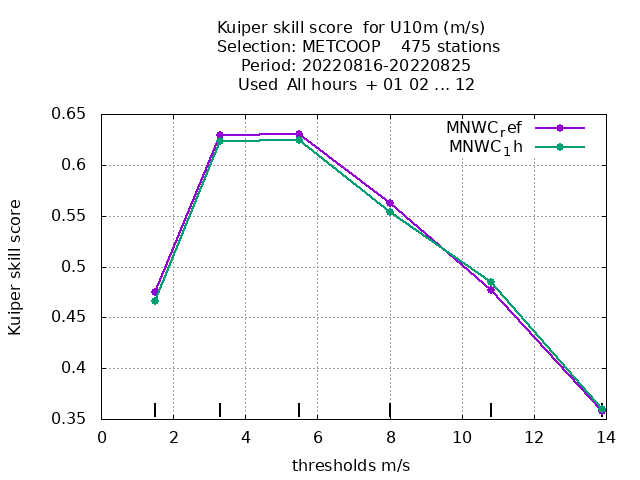 Kuiper skill score  for U10m (m/s)
Selection: METCOOP    475 stations
Period: 20220816-20220825
Used  All hours  + 01 02 ... 12
MNWCref
MNWC1h
Kuiper skill score
0.65
0.6
0.55
0.5
0.45
0.4
0.35
0 2 4 6 8 10 12 14
thresholds m/s